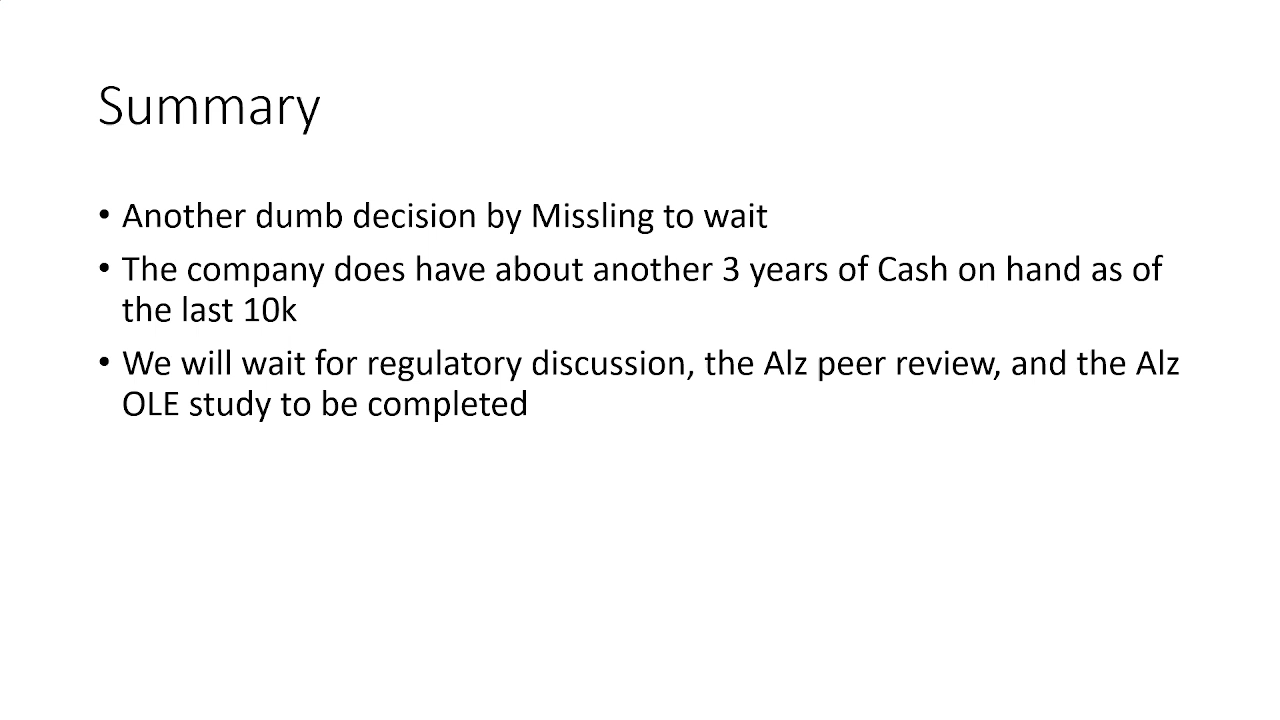 Summary
• Another dumb decision by Missling to wait
• The company does have about another 3 years of Cash on hand as of
the last 10k
• We will wait for regulatory discussion, the Alz peer review, and the Alz
OLE study to be completed